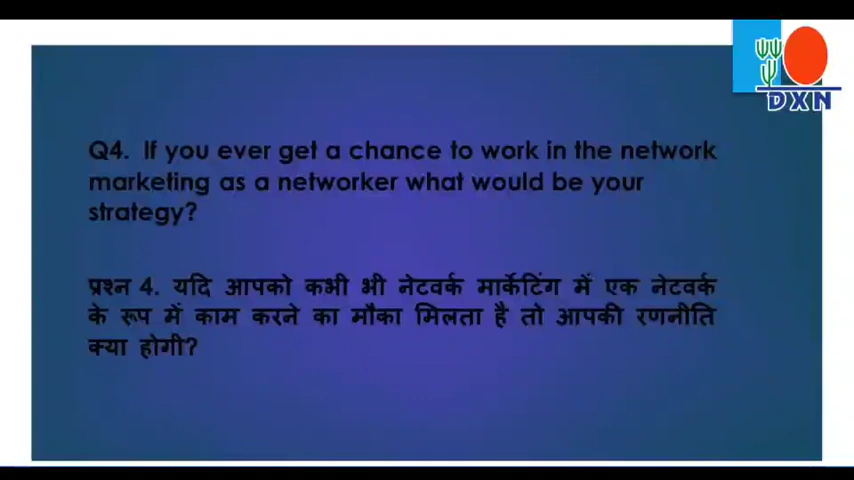 DXN
Q4. If you ever get a chance to work in the network
marketing as a networker what would be your
strategy?
प्रश्न 4. यदि आपको कभी भी नेटवर्क मार्केटिंग में एक नेटवर्क
के रूप में काम करने का मौका मिलता है तो आपकी रणनीति
क्या होगी?